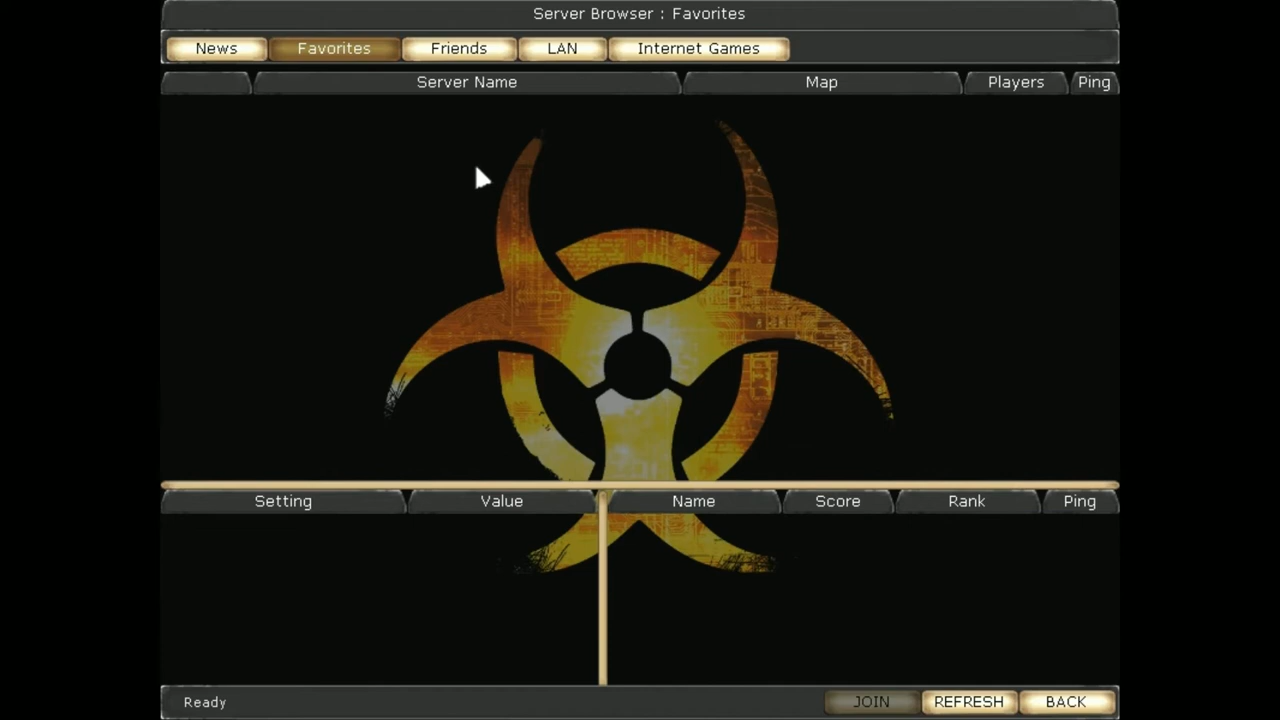 Server Browser : Favorites
News Favorites Friends LAN Internet Games
Server Name Map Players Ping
Setting Value Name Score Rank Ping
Ready JOIN REFRESH BACK